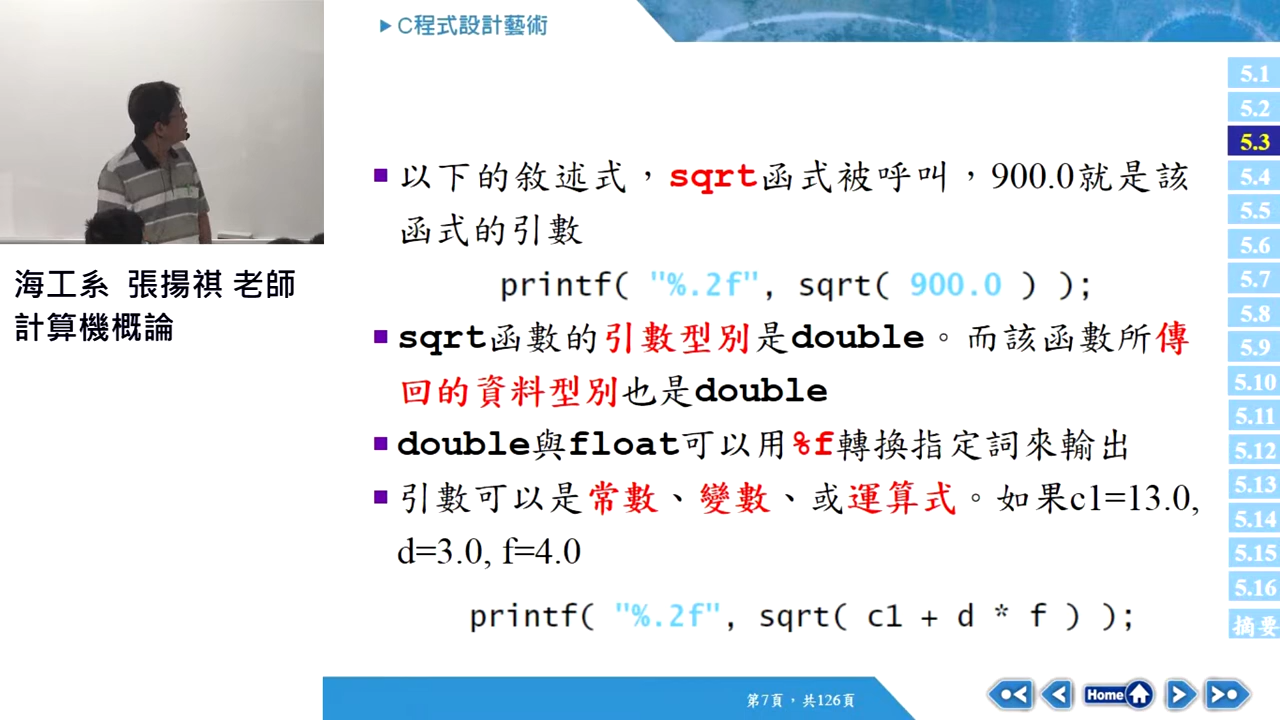 C程式設計藝術
海工系 張揚祺 老師
計算機概論
以下的敘述式，sqrt函式被呼叫，900.0就是該
函式的引數
printf( "%.2f", sqrt( 900.0 ) );
sqrt函數的引數型別是double。而該函數所傳
回的資料型別也是double
double與float可以用%f轉換指定詞來輸出
引數可以是常數、變數、或運算式。如果c1=13.0,
d=3.0, f=4.0
printf( "%.2f", sqrt( c1 + d * f ) );
5.1
5.2
5.3
5.4
5.5
5.6
5.7
5.8
5.9
5.10
5.11
5.12
5.13
5.14
5.15
5.16
摘要
第7頁，共126頁
Home